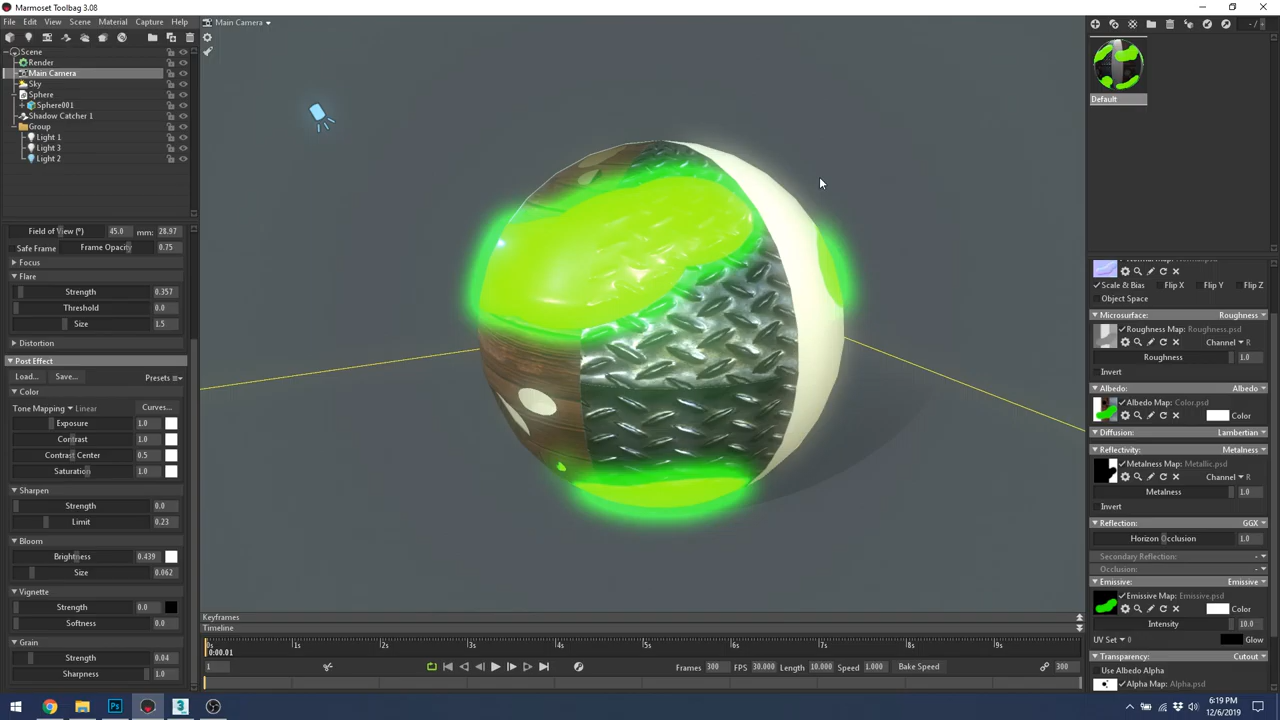 Marmoset Toolbag 3.08
File Edit View Scene Material Capture Help
Main Camera
Scene
Render
Main Camera
Sky
Sphere
Sphere001
Shadow Catcher 1
Group
Light 1
Light 3
Light 2
Field of View (°) 45.0 mm: 28.97
Safe Frame Frame Opacity 0.75
Focus
Flare
Strength 0.357
Threshold 0.0
Size 1.5
Distortion
Post Effect
Load... Save... Presets
Color
Tone Mapping Linear Curves...
Exposure 1.0
Contrast 1.0
Contrast Center 0.5
Saturation 1.0
Sharpen
Strength 0.0
Limit 0.23
Bloom
Brightness 0.439
Size 0.062
Vignette
Strength 0.0
Softness 0.0
Grain
Strength 0.04
Sharpness 1.0
Keyframes
Timeline
0:00.01
1s 2s 3s 4s 5s 6s 7s 8s 9s
1
Frames 300 FPS 30.000 Length 10.000 Speed 1.000 Bake Speed 300
- /
Default
Scale & Bias Flip X Flip Y Flip Z
Object Space
Microsurface: Roughness
Roughness Map: Roughness.psd
Channel R
Roughness 1.0
Invert
Albedo: Albedo
Albedo Map: Color.psd
Color
Diffusion: Lambertian
Reflectivity: Metalness
Metalness Map: Metallic.psd
Channel R
Metalness 1.0
Invert
Reflection: GGX
Horizon Occlusion 1.0
Secondary Reflection: -
Occlusion: -
Emissive: Emissive
Emissive Map: Emissive.psd
Color
Intensity 10.0
UV Set 0 Glow
Transparency: Cutout
Use Albedo Alpha
Alpha Map: Alpha.psd
6:19 PM
12/6/2019